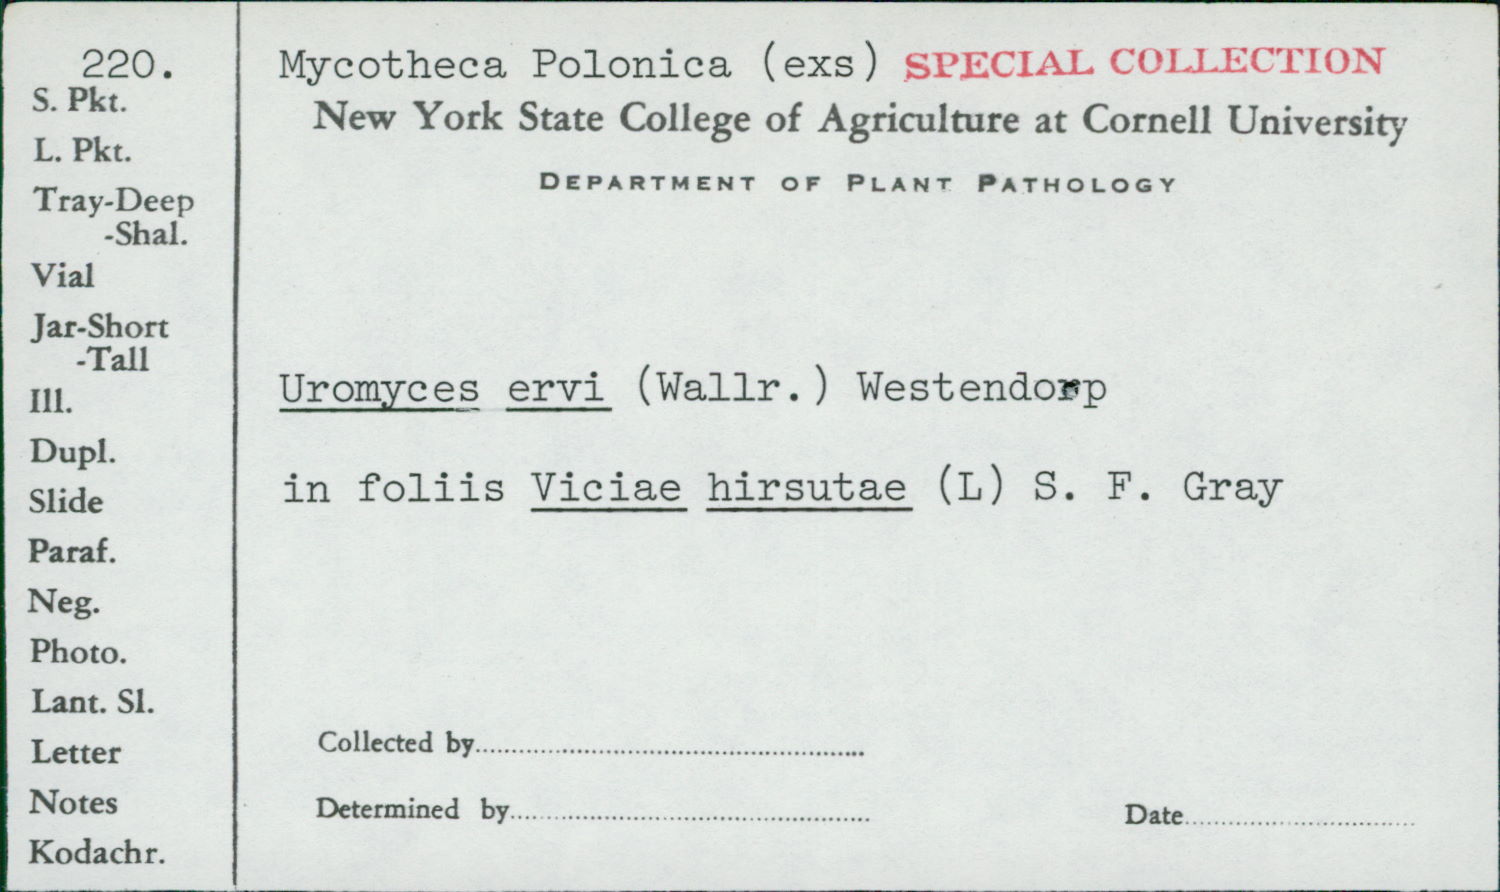 220.
S. Pkt.
L. Pkt.
Tray-Deep
-Shal.
Vial
Jar-Short
-Tall
Ill.
Dupl.
Slide
Paraf.
Neg.
Photo.
Lant. Sl.
Letter
Notes
Kodachr.
Mycotheca Polonica (exs) SPECIAL COLLECTION
New York State College of Agriculture at Cornell University
DEPARTMENT OF PLANT PATHOLOGY
Uromyces ervi (Wallr.) Westendorp
in foliis Viciae hirsutae (L) S. F. Gray
Collected by
Determined by
Date